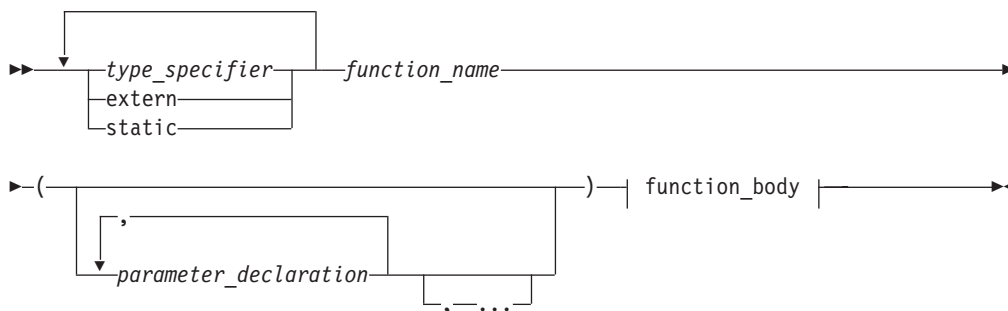 type_specifier function_name
extern
static
( ) function_body
,
parameter_declaration
, ...